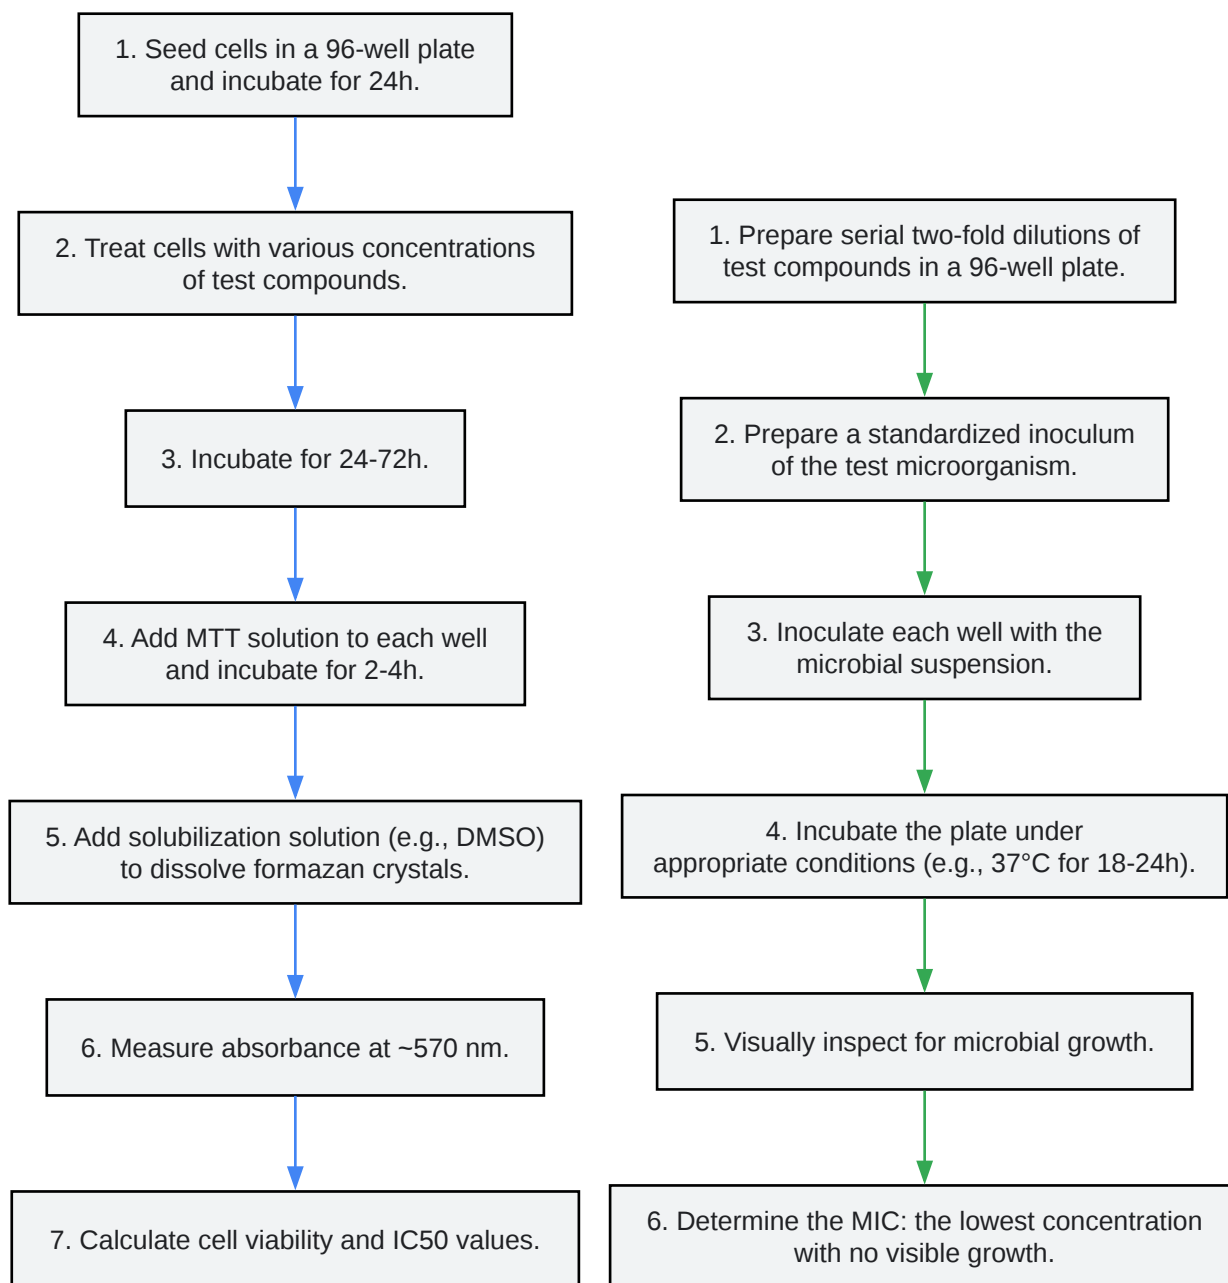 1. Seed cells in a 96-well plate
and incubate for 24h.
2. Treat cells with various concentrations
of test compounds.
3. Incubate for 24-72h.
4. Add MTT solution to each well
and incubate for 2-4h.
5. Add solubilization solution (e.g., DMSO)
to dissolve formazan crystals.
6. Measure absorbance at ~570 nm.
7. Calculate cell viability and IC50 values.
1. Prepare serial two-fold dilutions of
test compounds in a 96-well plate.
2. Prepare a standardized inoculum
of the test microorganism.
3. Inoculate each well with the
microbial suspension.
4. Incubate the plate under
appropriate conditions (e.g., 37°C for 18-24h).
5. Visually inspect for microbial growth.
6. Determine the MIC: the lowest concentration
with no visible growth.